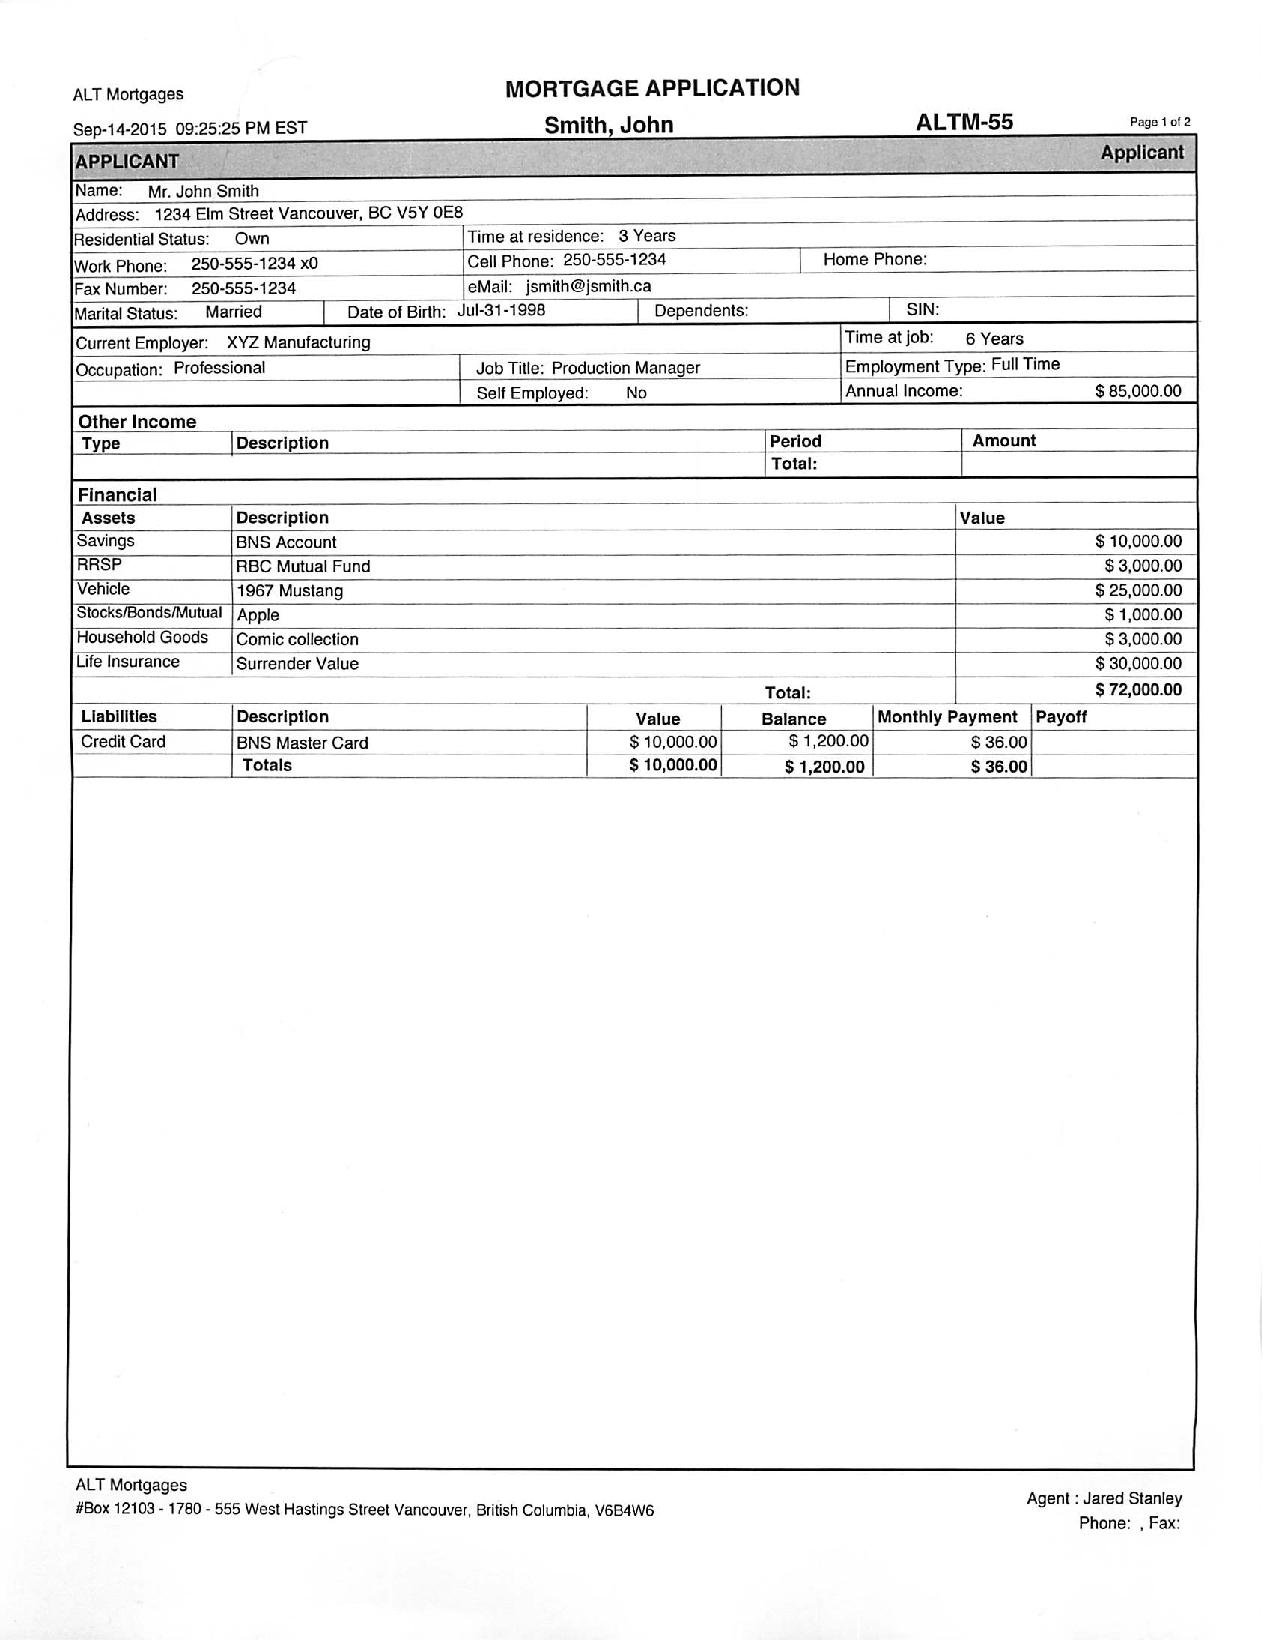 ALT Mortgages
MORTGAGE APPLICATION
Sep-14-2015 09:25:25 PM EST
Smith, John
ALTM-55
Page 1 of 2
APPLICANT Applicant
Name: Mr. John Smith
Address: 1234 Elm Street Vancouver, BC V5Y 0E8
Residential Status: Own Time at residence: 3 Years
Work Phone: 250-555-1234 x0 Cell Phone: 250-555-1234 Home Phone:
Fax Number: 250-555-1234 eMail: jsmith@jsmith.ca
Marital Status: Married Date of Birth: Jul-31-1998 Dependents: SIN:
Current Employer: XYZ Manufacturing Time at job: 6 Years
Occupation: Professional Job Title: Production Manager Employment Type: Full Time
Self Employed: No Annual Income: $ 85,000.00
Other Income
Type Description Period Amount
Total:
Financial
Assets Description Value
Savings BNS Account $ 10,000.00
RRSP RBC Mutual Fund $ 3,000.00
Vehicle 1967 Mustang $ 25,000.00
Stocks/Bonds/Mutual Apple $ 1,000.00
Household Goods Comic collection $ 3,000.00
Life Insurance Surrender Value $ 30,000.00
Total: $ 72,000.00
Liabilities Description Value Balance Monthly Payment Payoff
Credit Card BNS Master Card $ 10,000.00 $ 1,200.00 $ 36.00
Totals $ 10,000.00 $ 1,200.00 $ 36.00
ALT Mortgages
#Box 12103 - 1780 - 555 West Hastings Street Vancouver, British Columbia, V6B4W6
Agent : Jared Stanley
Phone: , Fax: